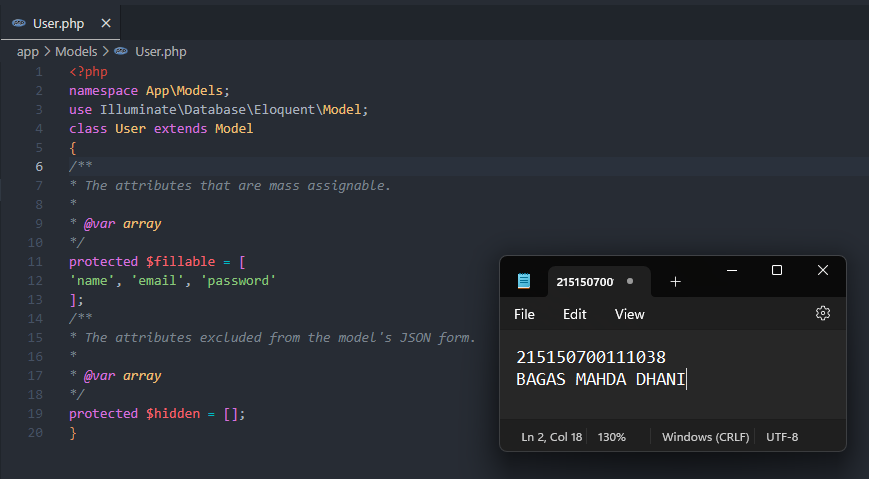 User.php
app > Models > User.php
1 <?php
2 namespace App\Models;
3 use Illuminate\Database\Eloquent\Model;
4 class User extends Model
5 {
6 /**
7 * The attributes that are mass assignable.
8 *
9 * @var array
10 */
11 protected $fillable = [
12 'name', 'email', 'password'
13 ];
14 /**
15 * The attributes excluded from the model's JSON form.
16 *
17 * @var array
18 */
19 protected $hidden = [];
20 }
215150700
File Edit View
215150700111038
BAGAS MAHDA DHANI
Ln 2, Col 18 130% Windows (CRLF) UTF-8